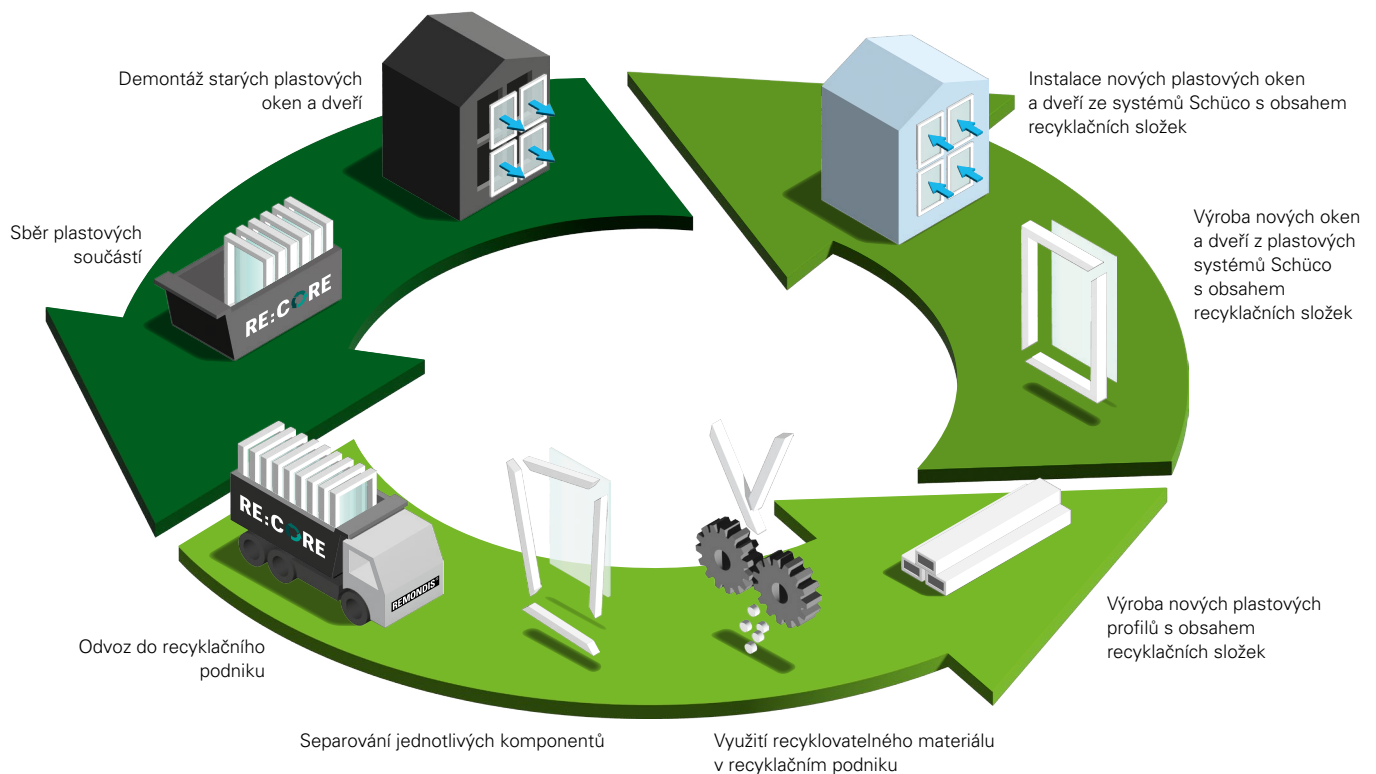 Demontáž starých plastových
oken a dveří
Instalace nových plastových oken
a dveří ze systémů Schüco s obsahem
recyklačních složek
Sběr plastových
součástí
RE:CORE
Výroba nových oken
a dveří z plastových
systémů Schüco
s obsahem
recyklačních složek
RE:CORE
REMONDIS
Odvoz do recyklačního
podniku
Výroba nových plastových
profilů s obsahem
recyklačních složek
Separování jednotlivých komponentů
Využití recyklovatelného materiálu
v recyklačním podniku